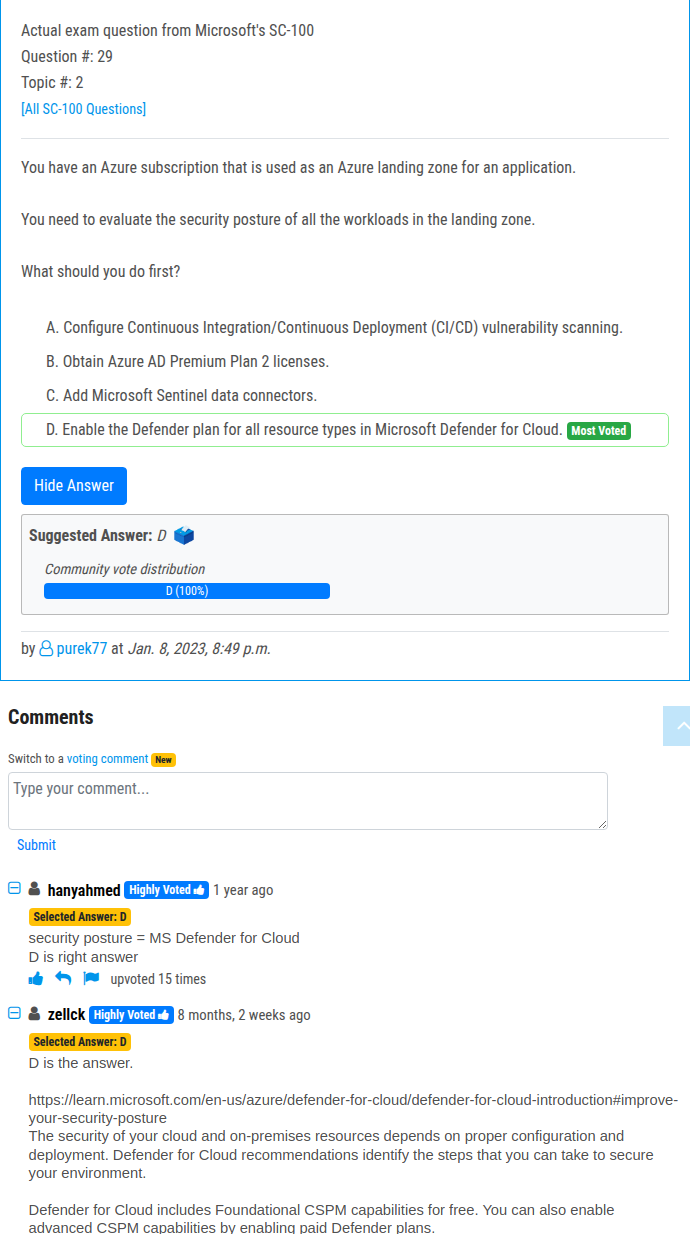 Actual exam question from Microsoft's SC-100
Question #: 29
Topic #: 2
[All SC-100 Questions]
You have an Azure subscription that is used as an Azure landing zone for an application.
You need to evaluate the security posture of all the workloads in the landing zone.
What should you do first?
A. Configure Continuous Integration/Continuous Deployment (CI/CD) vulnerability scanning.
B. Obtain Azure AD Premium Plan 2 licenses.
C. Add Microsoft Sentinel data connectors.
D. Enable the Defender plan for all resource types in Microsoft Defender for Cloud. Most Voted
Hide Answer
Suggested Answer: D
Community vote distribution
D (100%)
by purek77 at Jan. 8, 2023, 8:49 p.m.
Comments
Switch to a voting comment New
Type your comment...
Submit
hanyahmed Highly Voted 1 year ago
Selected Answer: D
security posture = MS Defender for Cloud
D is right answer
upvoted 15 times
zellck Highly Voted 8 months, 2 weeks ago
Selected Answer: D
D is the answer.
https://learn.microsoft.com/en-us/azure/defender-for-cloud/defender-for-cloud-introduction#improve-
your-security-posture
The security of your cloud and on-premises resources depends on proper configuration and
deployment. Defender for Cloud recommendations identify the steps that you can take to secure
your environment.
Defender for Cloud includes Foundational CSPM capabilities for free. You can also enable
advanced CSPM capabilities by enabling paid Defender plans.